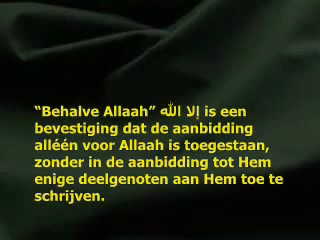 “Behalve Allaah” إلا الله is een
bevestiging dat de aanbidding
alléén voor Allaah is toegestaan,
zonder in de aanbidding tot Hem
enige deelgenoten aan Hem toe te
schrijven.